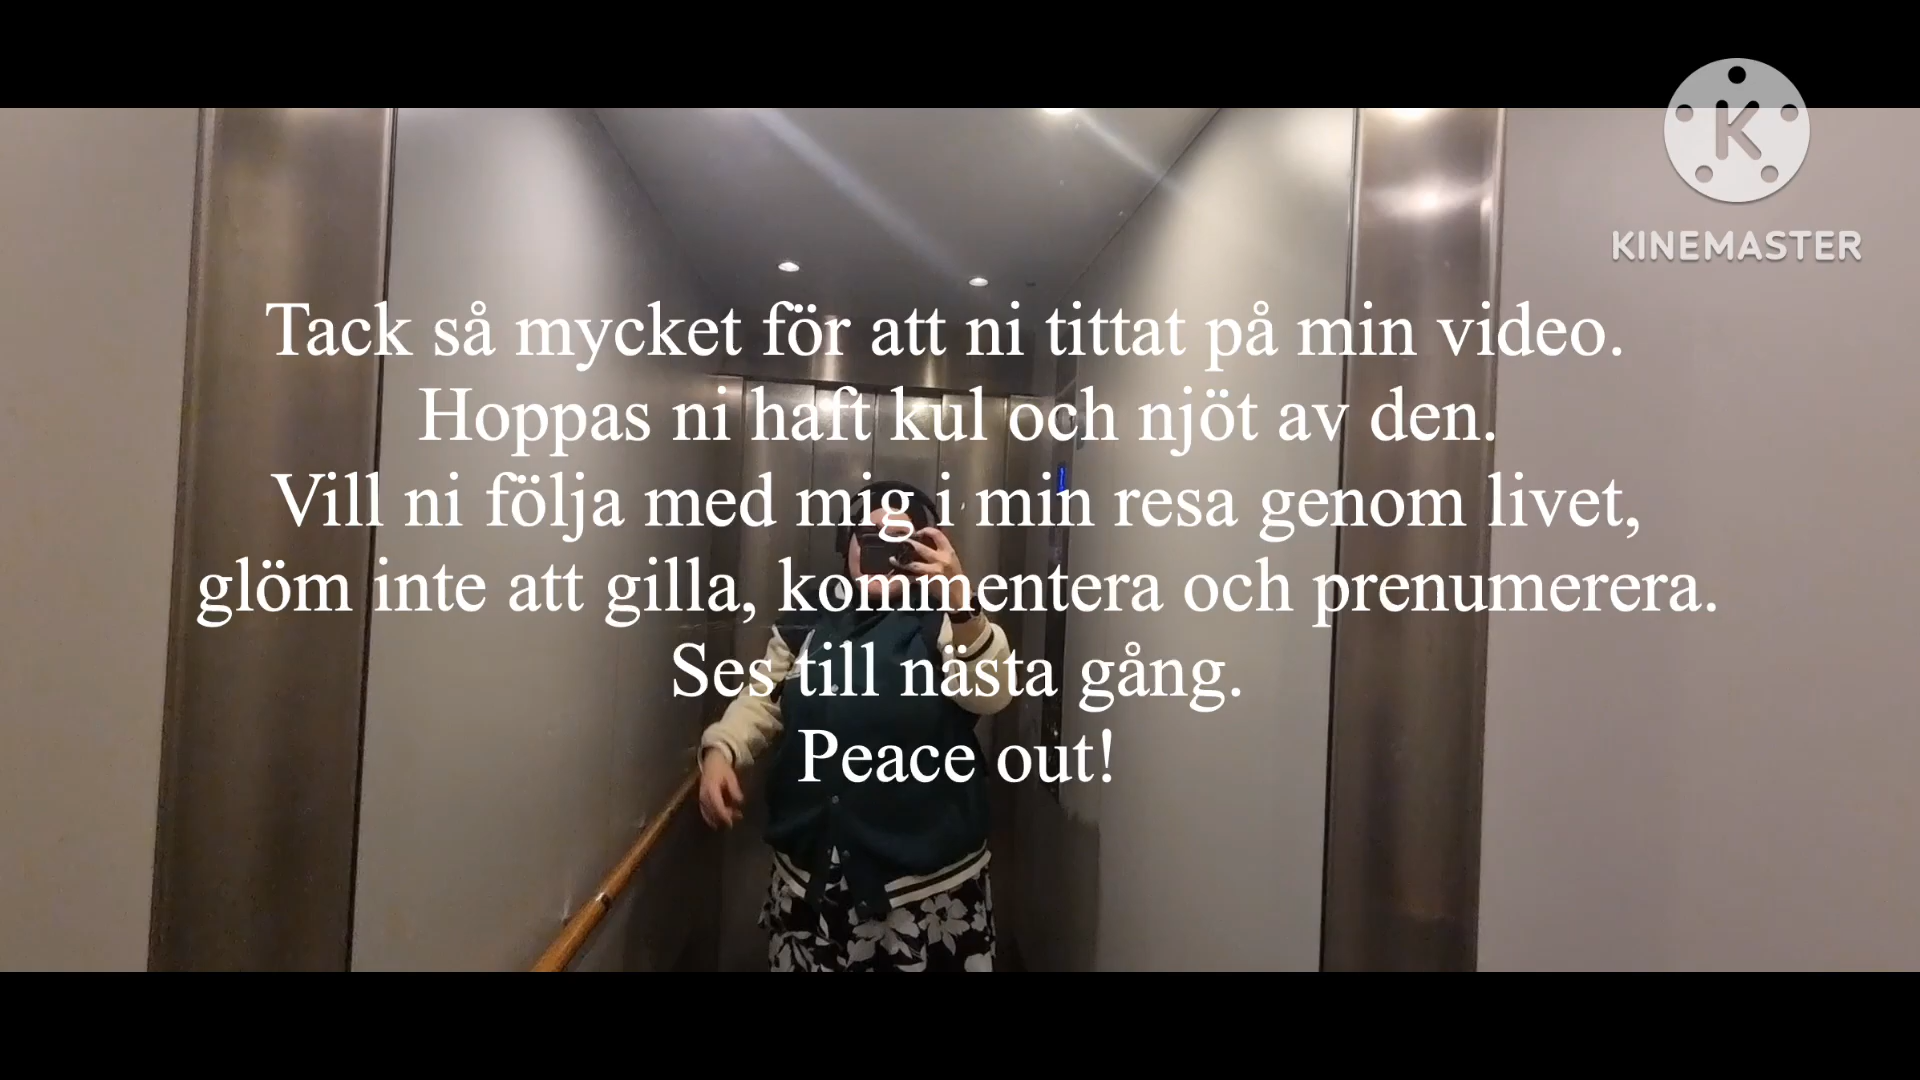 K
KINEMASTER
Tack så mycket för att ni tittat på min video.
Hoppas ni haft kul och njöt av den.
Vill ni följa med mig i min resa genom livet,
glöm inte att gilla, kommentera och prenumerera.
Ses till nästa gång.
Peace out!